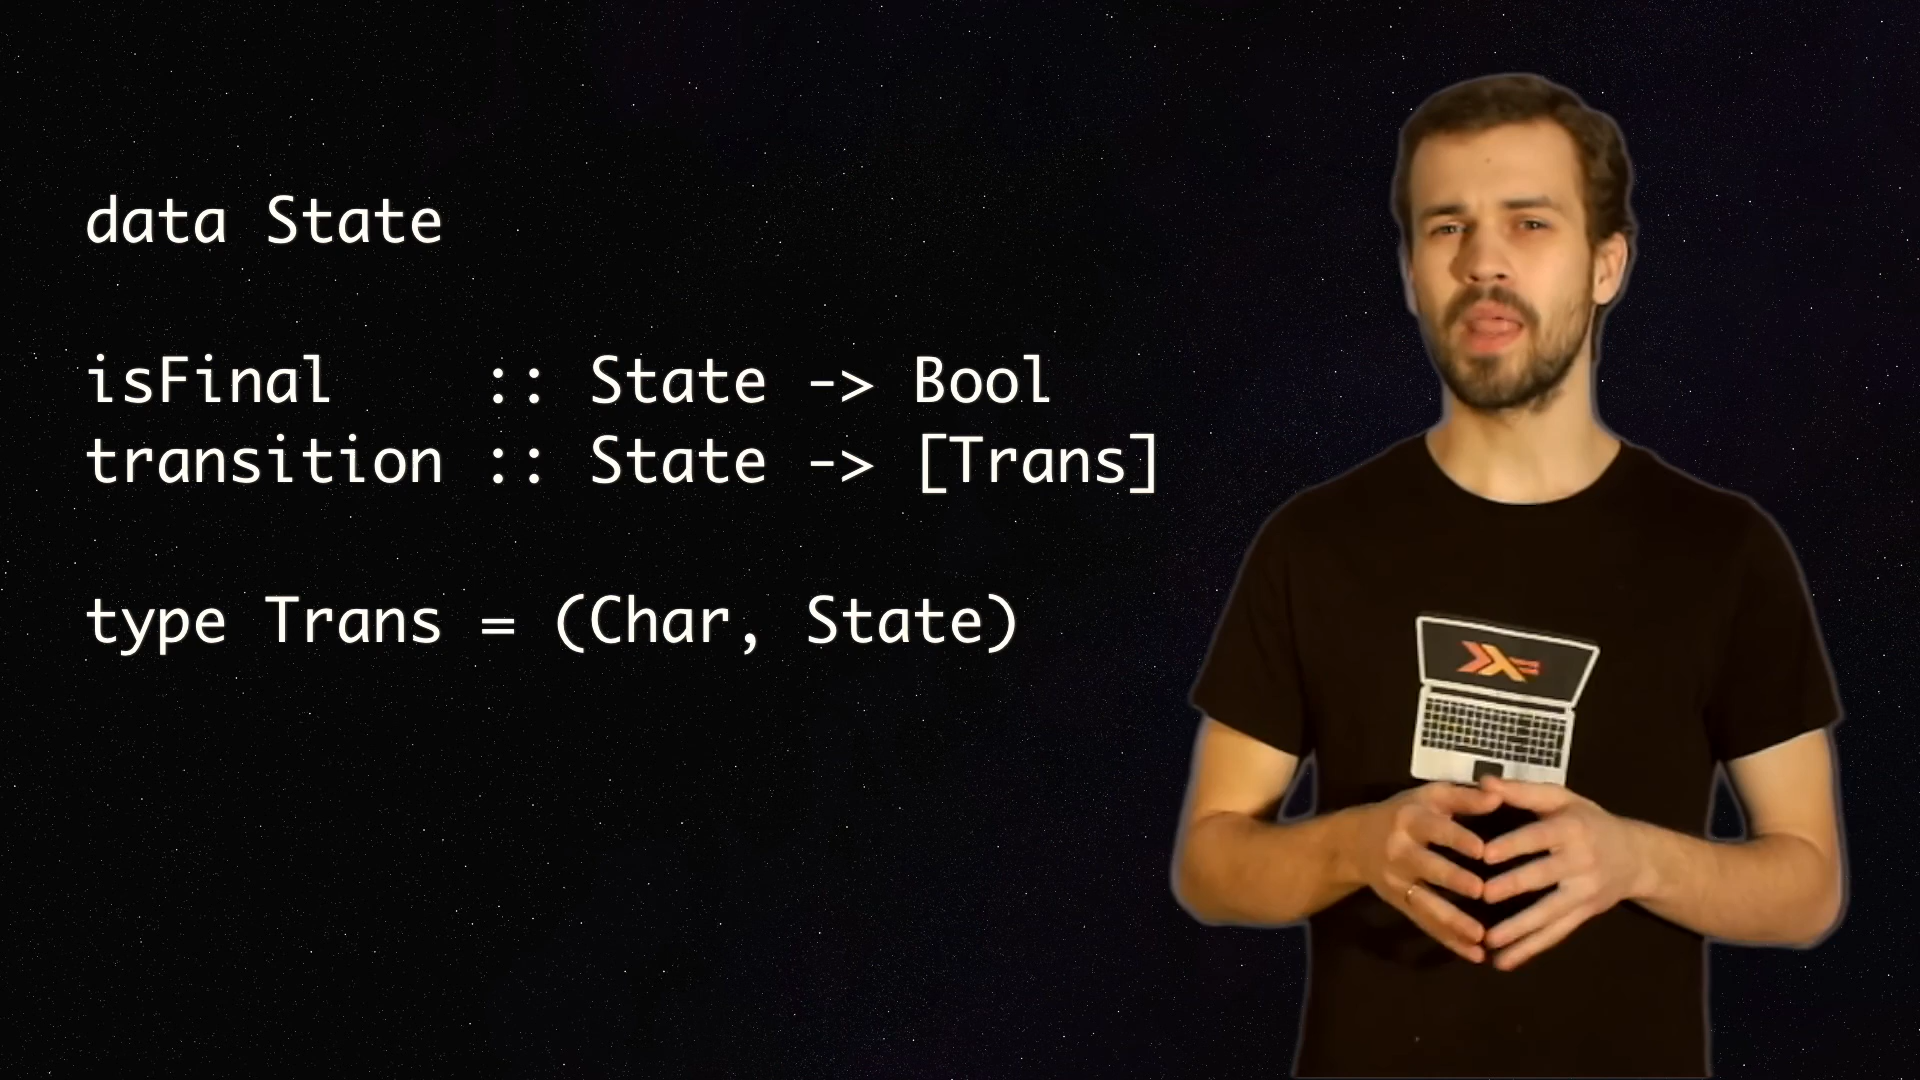 data State
isFinal    :: State -> Bool
transition :: State -> [Trans]
type Trans = (Char, State)